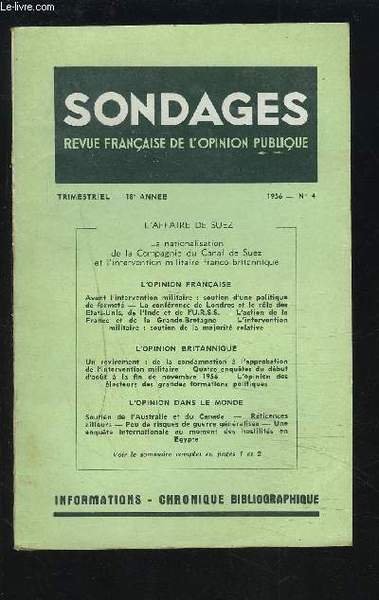 Le-livre.com
SONDAGES
REVUE FRANÇAISE DE L'OPINION PUBLIQUE
TRIMESTRIEL 18e ANNÉE 1956 — N° 4
L'AFFAIRE DE SUEZ
La nationalisation
de la Compagnie du Canal de Suez
et l'intervention militaire franco britannique
L'OPINION FRANÇAISE
Avant l'intervention militaire : soutien d'une politique
de fermeté — La conférence de Londres et le rôle des
Etats-Unis, de l'Inde et de l'U.R.S.S. L'action de la
France et de la Grande-Bretagne L'intervention
militaire : soutien de la majorité relative
L'OPINION BRITANNIQUE
Un revirement : de la condamnation à l'approbation
de l'intervention militaire Quatre enquêtes du début
d'août à la fin de novembre 1956 L'opinion des
électeurs des grandes formations politiques
L'OPINION DANS LE MONDE
Soutien de l'Australie et du Canada — Réticences
ailleurs — Peu de risques de guerre généralisée — Une
enquête internationale au moment des hostilités en
Egypte
Voir le sommaire complet en pages 1 et 2
INFORMATIONS - CHRONIQUE BIBLIOGRAPHIQUE